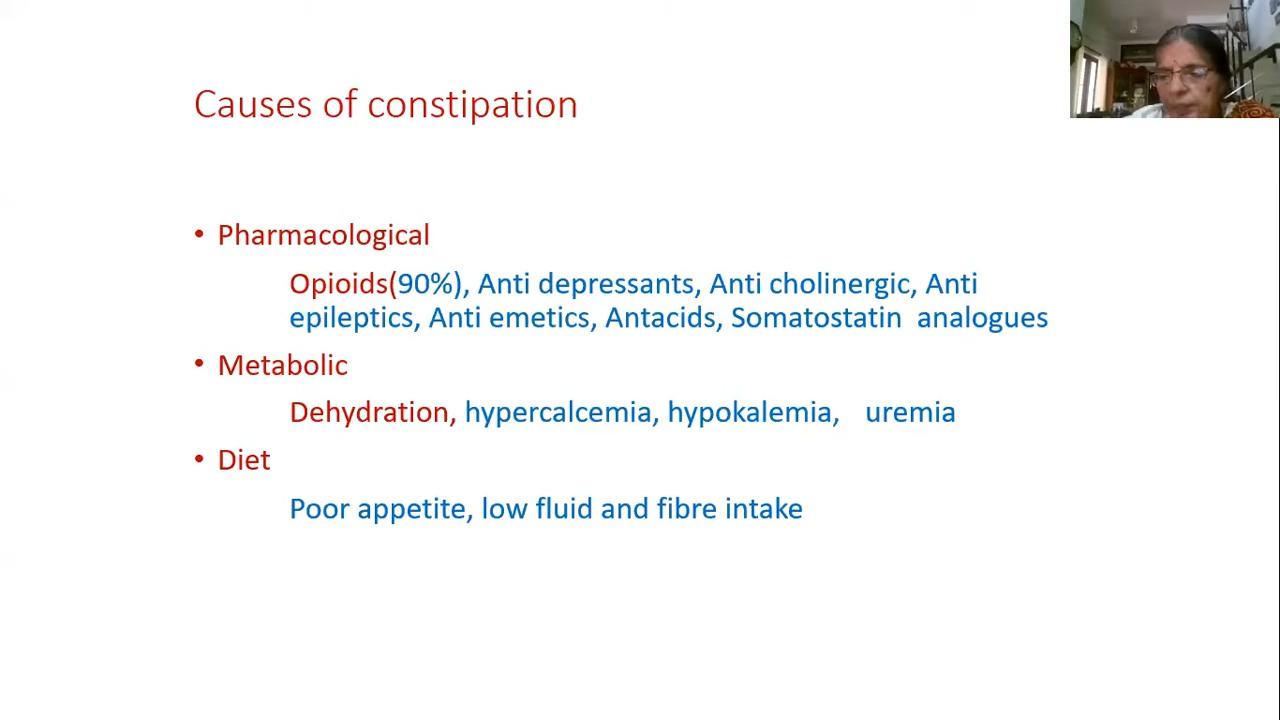 Causes of constipation
• Pharmacological
Opioids(90%), Anti depressants, Anti cholinergic, Anti
epileptics, Anti emetics, Antacids, Somatostatin analogues
• Metabolic
Dehydration, hypercalcemia, hypokalemia, uremia
• Diet
Poor appetite, low fluid and fibre intake